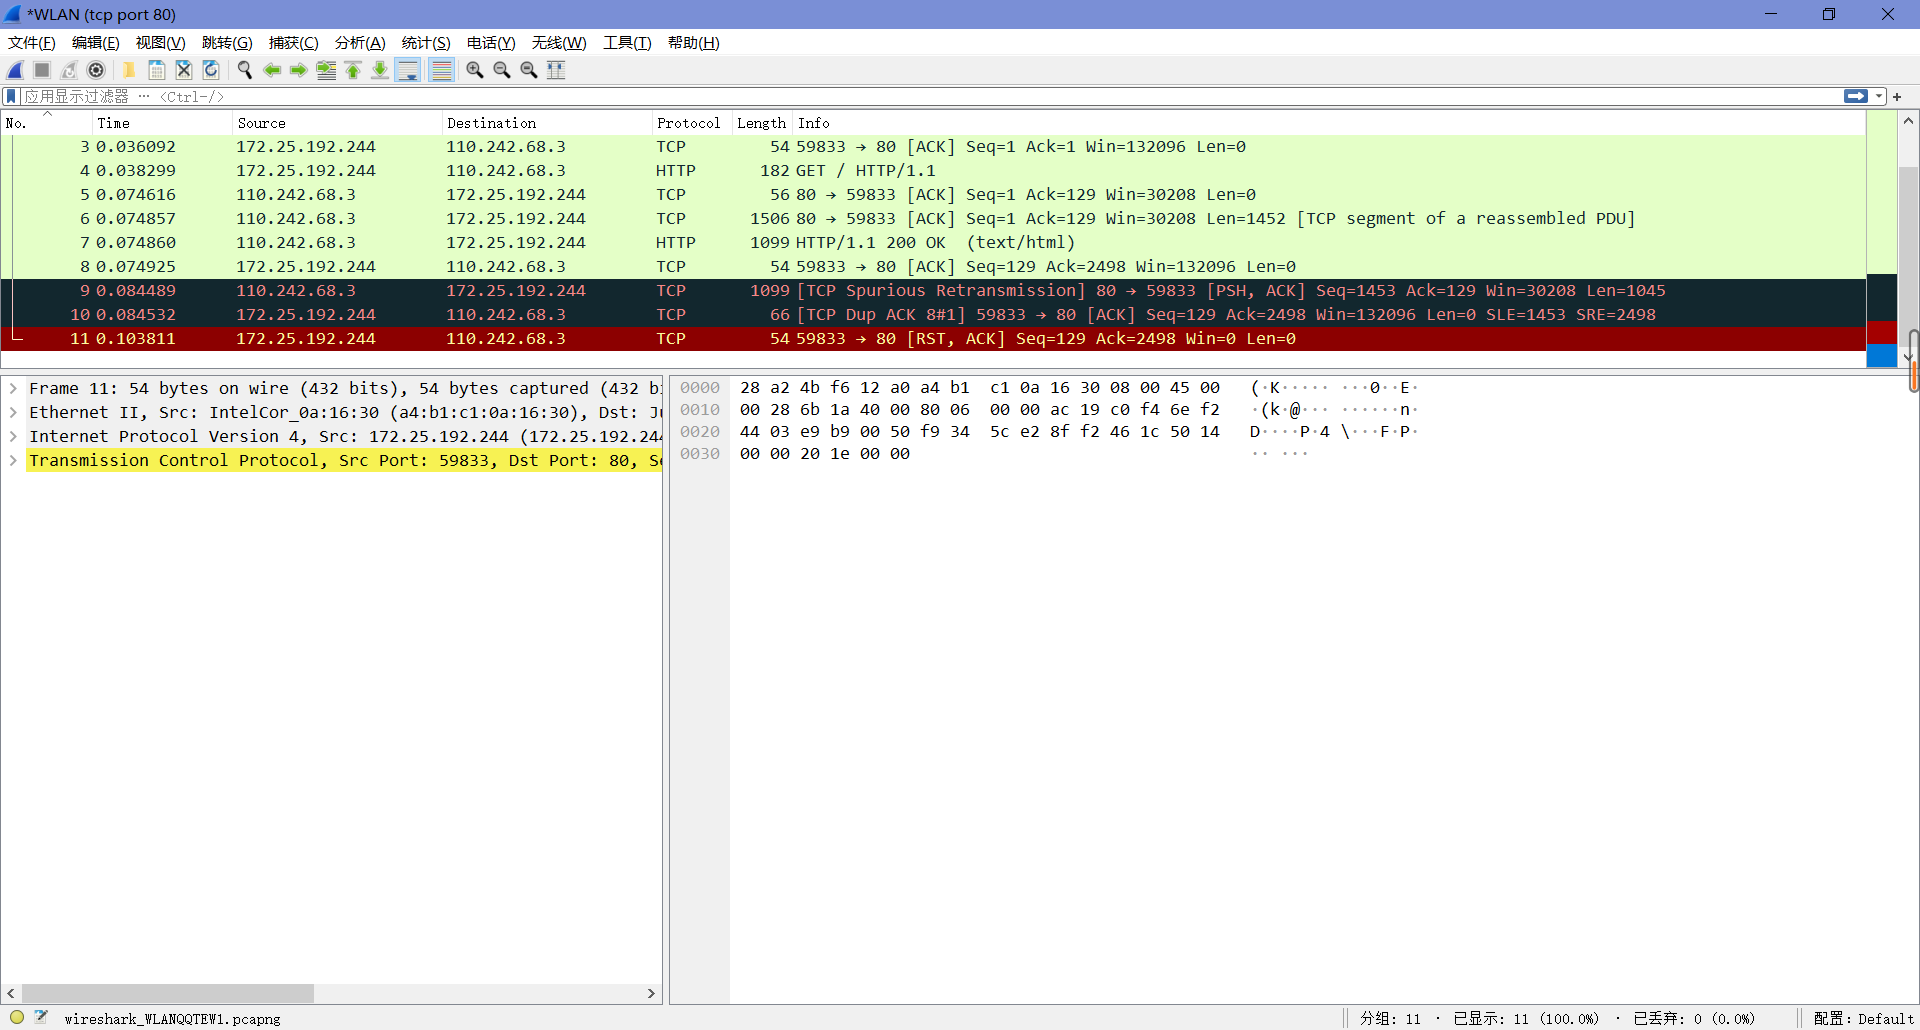 *WLAN (tcp port 80)
文件(F) 编辑(E) 视图(V) 跳转(G) 捕获(C) 分析(A) 统计(S) 电话(Y) 无线(W) 工具(T) 帮助(H)
应用显示过滤器 … <Ctrl-/>
No. Time Source Destination Protocol Length Info
3 0.036092 172.25.192.244 110.242.68.3 TCP 54 59833 → 80 [ACK] Seq=1 Ack=1 Win=132096 Len=0
4 0.038299 172.25.192.244 110.242.68.3 HTTP 182 GET / HTTP/1.1
5 0.074616 110.242.68.3 172.25.192.244 TCP 56 80 → 59833 [ACK] Seq=1 Ack=129 Win=30208 Len=0
6 0.074857 110.242.68.3 172.25.192.244 TCP 1506 80 → 59833 [ACK] Seq=1 Ack=129 Win=30208 Len=1452 [TCP segment of a reassembled PDU]
7 0.074860 110.242.68.3 172.25.192.244 HTTP 1099 HTTP/1.1 200 OK (text/html)
8 0.074925 172.25.192.244 110.242.68.3 TCP 54 59833 → 80 [ACK] Seq=129 Ack=2498 Win=132096 Len=0
9 0.084489 110.242.68.3 172.25.192.244 TCP 1099 [TCP Spurious Retransmission] 80 → 59833 [PSH, ACK] Seq=1453 Ack=129 Win=30208 Len=1045
10 0.084532 172.25.192.244 110.242.68.3 TCP 66 [TCP Dup ACK 8#1] 59833 → 80 [ACK] Seq=129 Ack=2498 Win=132096 Len=0 SLE=1453 SRE=2498
11 0.103811 172.25.192.244 110.242.68.3 TCP 54 59833 → 80 [RST, ACK] Seq=129 Ack=2498 Win=0 Len=0
Frame 11: 54 bytes on wire (432 bits), 54 bytes captured (432 bi
Ethernet II, Src: IntelCor_0a:16:30 (a4:b1:c1:0a:16:30), Dst: Ju
Internet Protocol Version 4, Src: 172.25.192.244 (172.25.192.244
Transmission Control Protocol, Src Port: 59833, Dst Port: 80, Se
0000 28 a2 4b f6 12 a0 a4 b1 c1 0a 16 30 08 00 45 00 (·K····· ···0··E·
0010 00 28 6b 1a 40 00 80 06 00 00 ac 19 c0 f4 6e f2 ·(k·@··· ······n·
0020 44 03 e9 b9 00 50 f9 34 5c e2 8f f2 46 1c 50 14 D····P·4 \···F·P·
0030 00 00 20 1e 00 00 ·· ···
wireshark_WLANQQTEW1.pcapng
分组: 11 · 已显示: 11 (100.0%) · 已丢弃: 0 (0.0%)
配置: Default